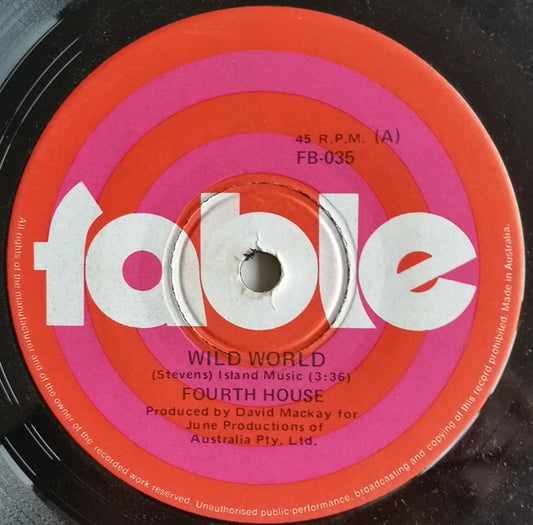 45 R.P.M. (A)
FB-035
fable
WILD WORLD
(Stevens) Island Music (3:36)
FOURTH HOUSE
Produced by David Mackay for
June Productions of
Australia Pty. Ltd.
All rights of the manufacturer and of the owner of the recorded work reserved. Unauthorised public-performance, broadcasting and copying of this record prohibited. Made in Australia.